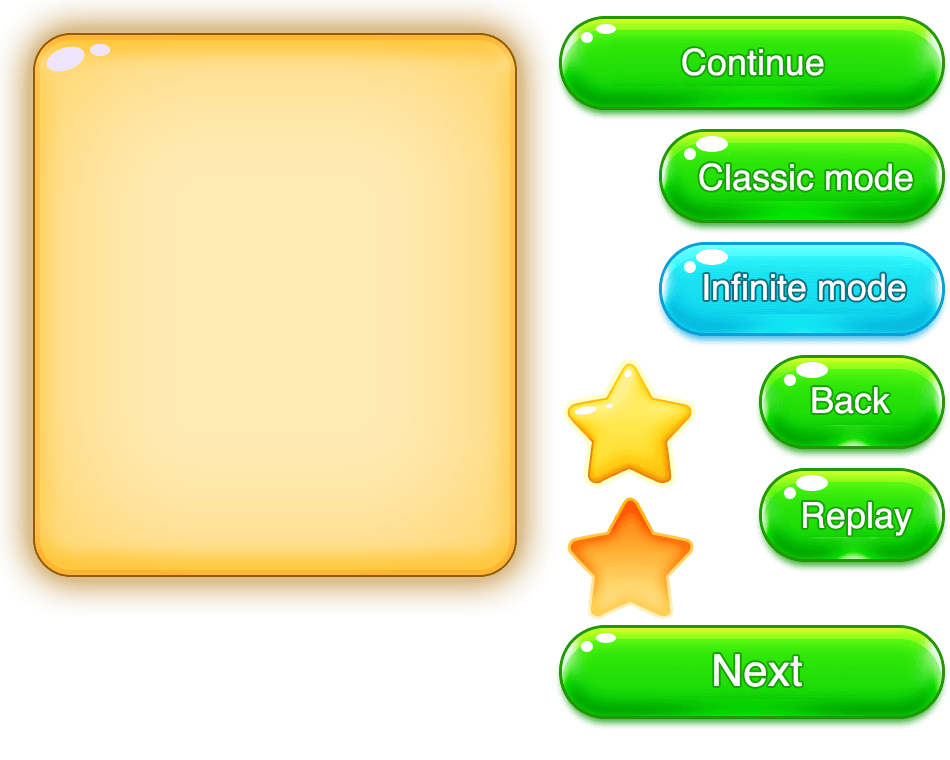 Continue
Classic mode
Infinite mode
Back
Replay
Next